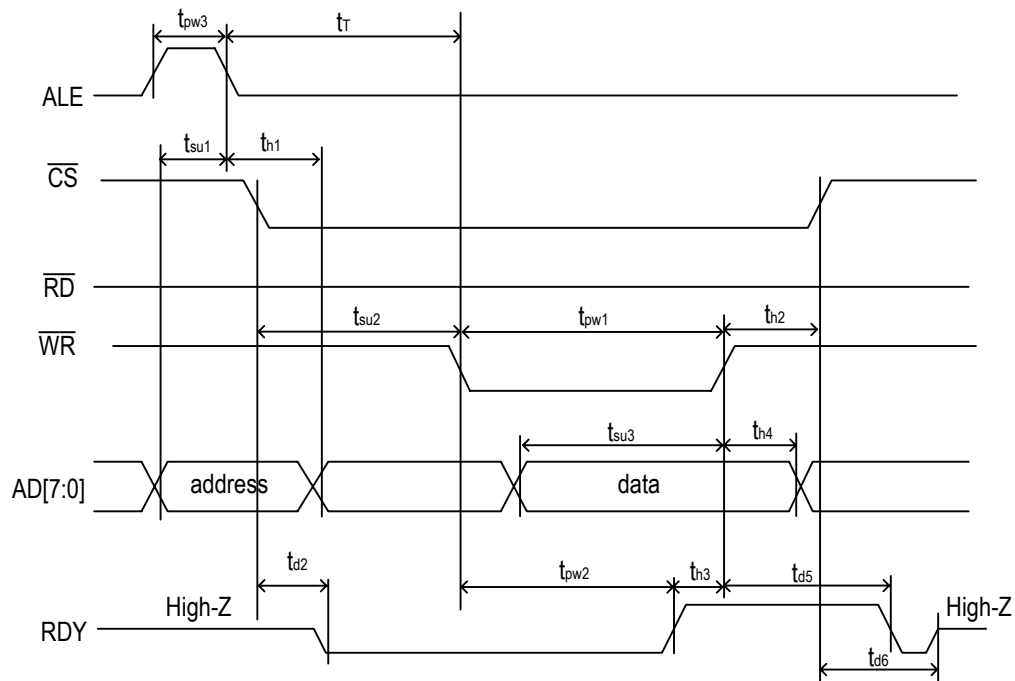 tpw3 tT
ALE
tsu1 th1
CS
RD
tsu2 tpw1 th2
WR
tsu3 th4
AD[7:0] address data
td2 tpw2 th3 td5
High-Z High-Z
RDY
td6